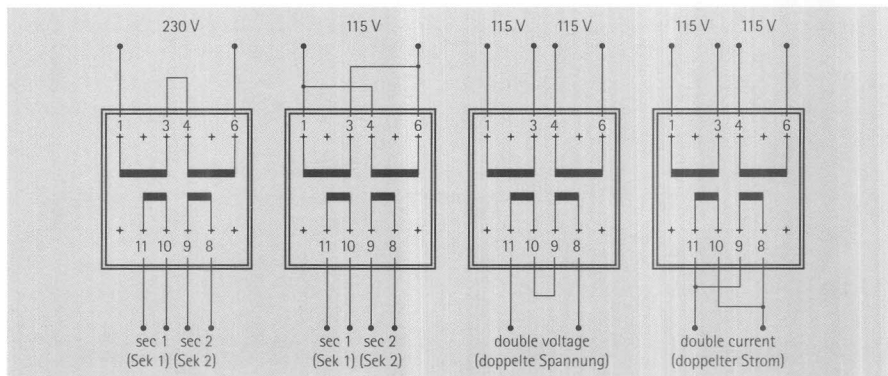 230 V 115 V 115 V 115 V 115 V 115 V
1 3 4 6 1 3 4 6 1 3 4 6 1 3 4 6
11 10 9 8 11 10 9 8 11 10 9 8 11 10 9 8
sec 1 sec 2 sec 1 sec 2 double voltage double current
(Sek 1) (Sek 2) (Sek 1) (Sek 2) (doppelte Spannung) (doppelter Strom)